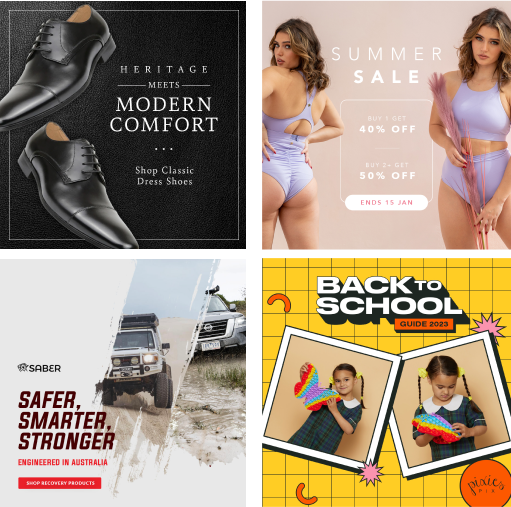 HERITAGE
MEETS
MODERN
COMFORT
Shop Classic
Dress Shoes
SUMMER
SALE
BUY 1 GET
40% OFF
BUY 2+ GET
50% OFF
ENDS 15 JAN
SABER
SAFER,
SMARTER,
STRONGER
ENGINEERED IN AUSTRALIA
SHOP RECOVERY PRODUCTS
BACK TO
SCHOOL
GUIDE 2023
pixie's